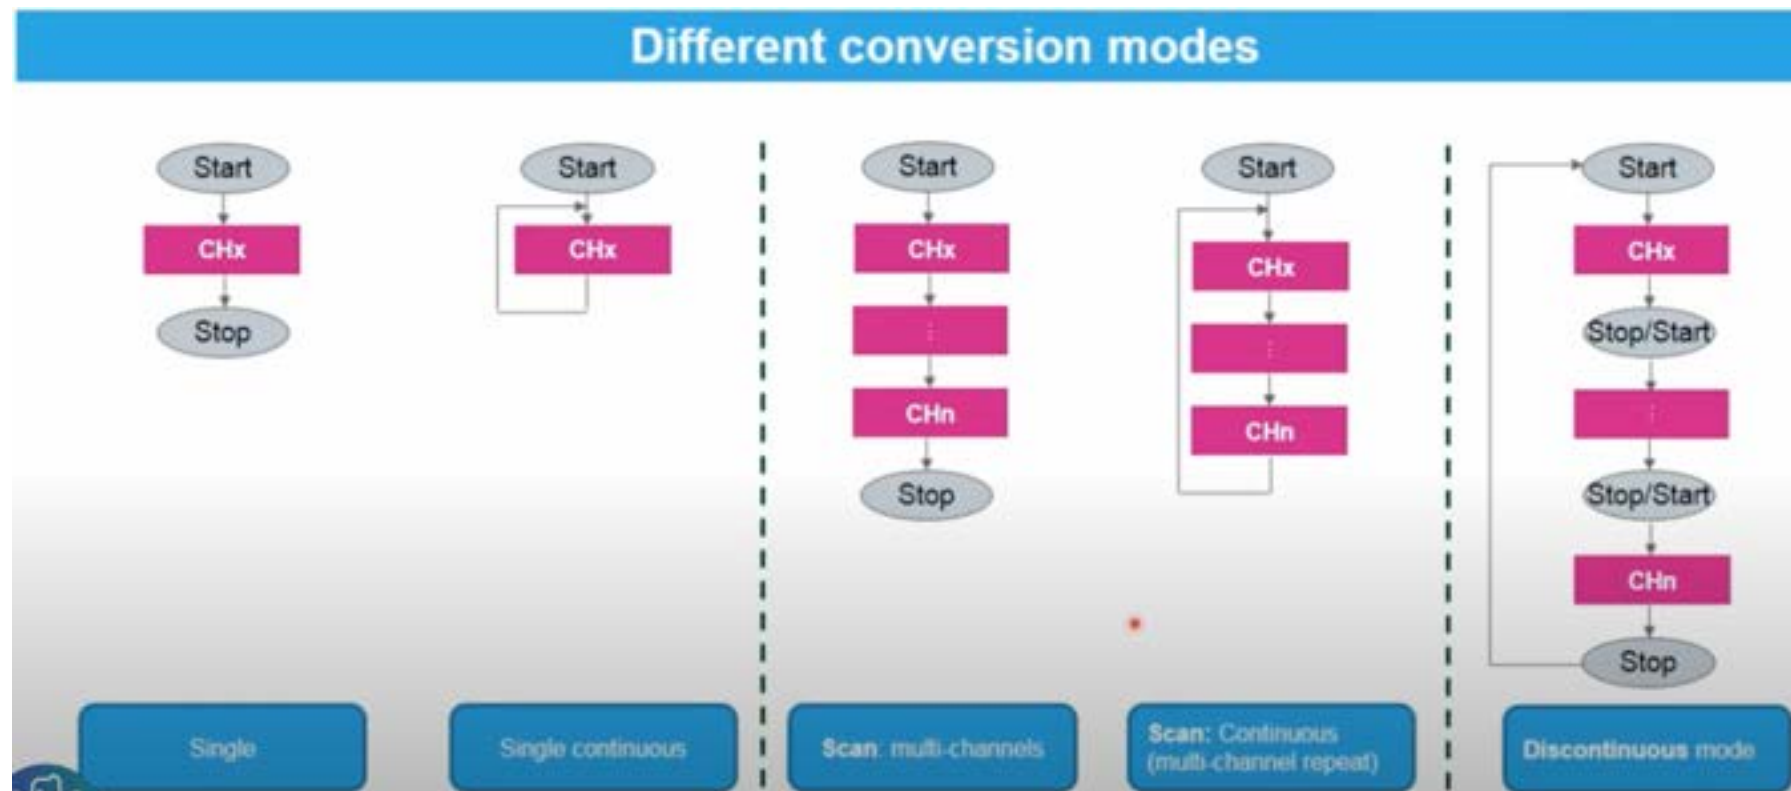 Different conversion modes
Start
CHx
Stop
Single
Start
CHx
Single continuous
Start
CHx
⋮
CHn
Stop
Scan: multi-channels
Start
CHx
⋮
CHn
Scan: Continuous
(multi-channel repeat)
Start
CHx
Stop/Start
⋮
Stop/Start
CHn
Stop
Discontinuous mode